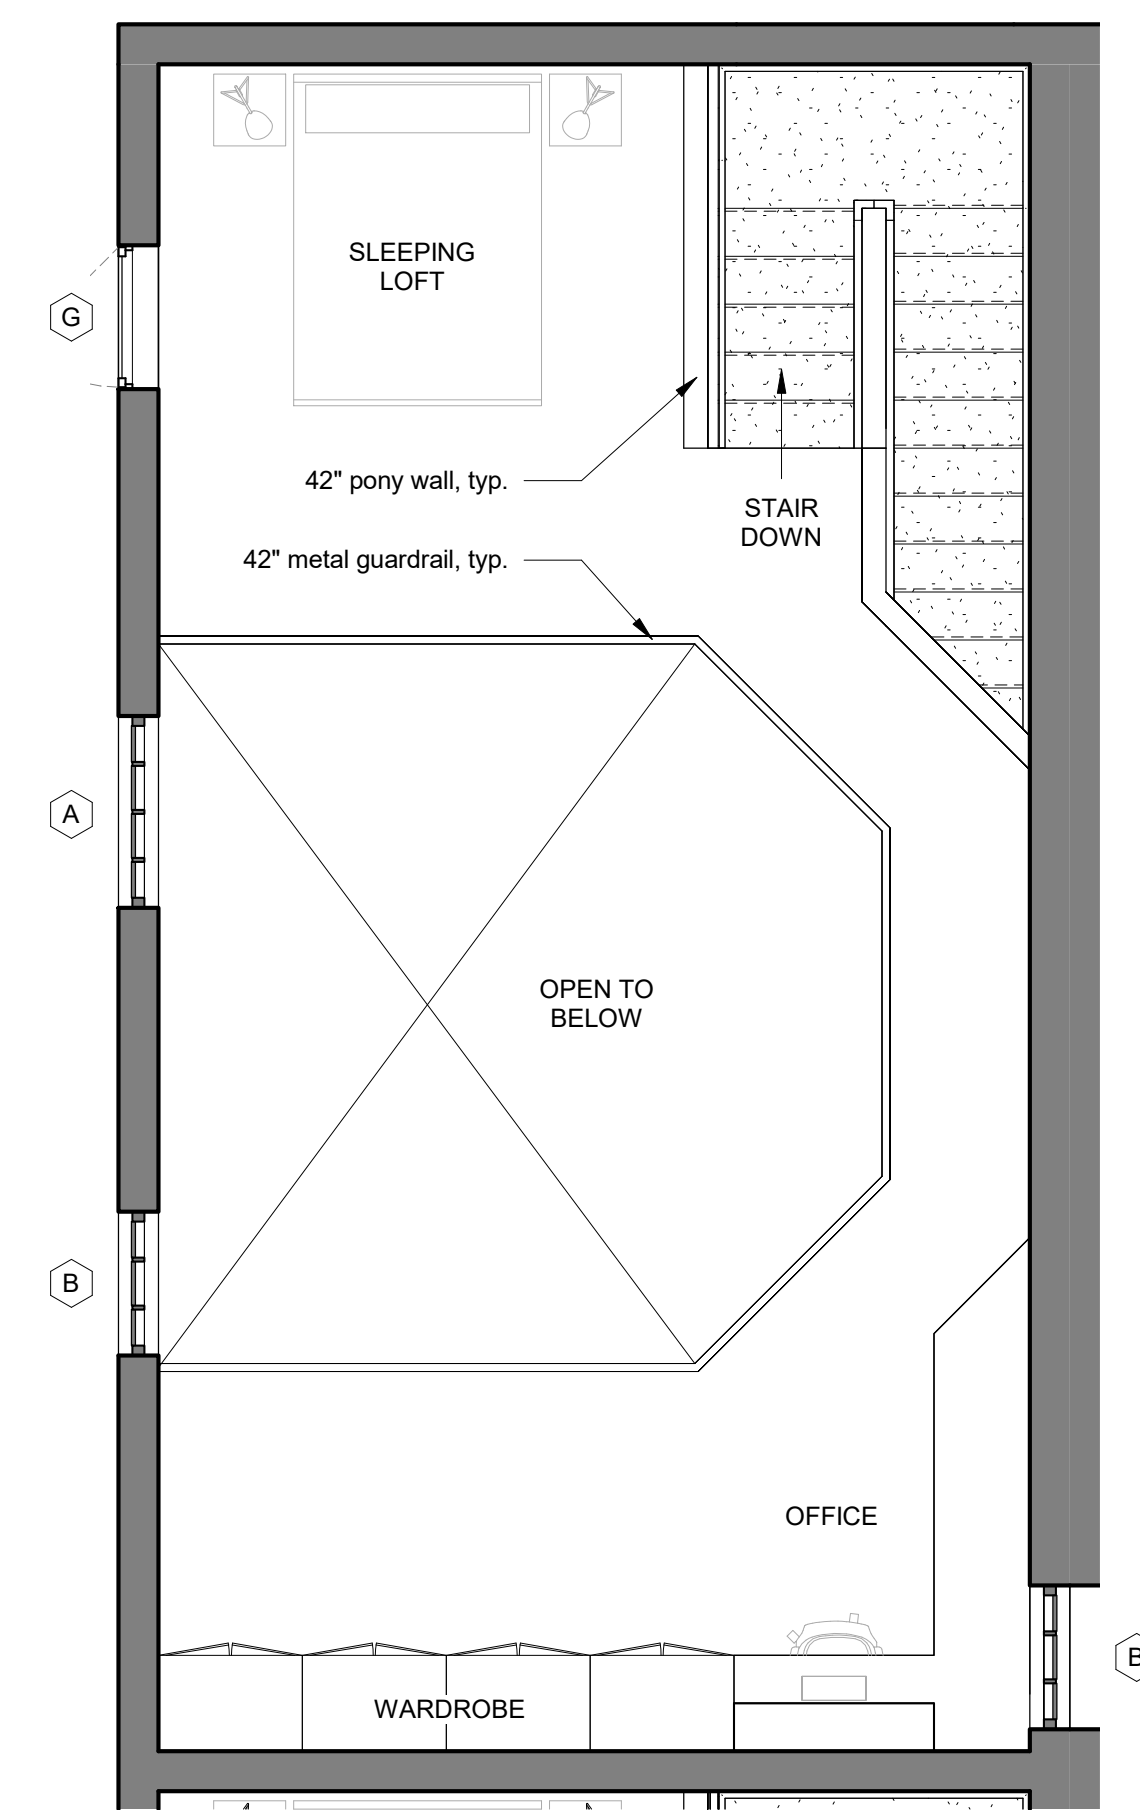 SLEEPING
LOFT
G
42" pony wall, typ.
STAIR
DOWN
42" metal guardrail, typ.
A
OPEN TO
BELOW
B
OFFICE
B
WARDROBE